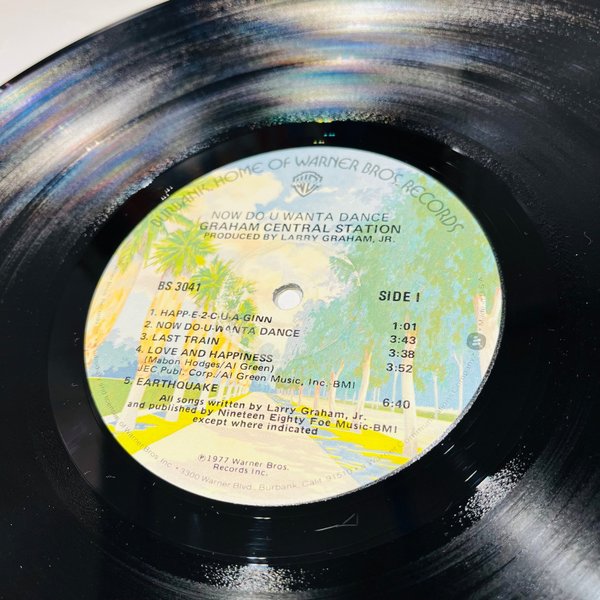 BURBANK, HOME OF WARNER BROS. RECORDS
NOW DO U WANTA DANCE
GRAHAM CENTRAL STATION
PRODUCED BY LARRY GRAHAM, JR.
BS 3041
SIDE 1
1. HAPP-E-2-C-U-A-GINN 1:01
2. NOW DO-U-WANTA DANCE 3:43
3. LAST TRAIN 3:38
4. LOVE AND HAPPINESS 3:52
(Mabon Hodges/Al Green)
JEC Publ. Corp./Al Green Music, Inc.-BMI
5. EARTHQUAKE 6:40
All songs written by Larry Graham, Jr.
and published by Nineteen Eighty Foe Music-BMI
except where indicated
℗1977 Warner Bros.
Records Inc.
Warner Bros. Inc. • 3300 Warner Blvd., Burbank, Calif. 91510